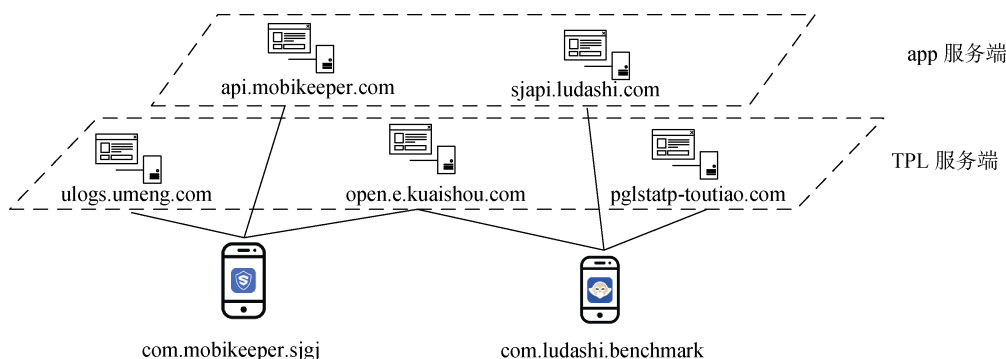 api.mobikeeper.com
sjapi.ludashi.com
app 服务端
ulogs.umeng.com
open.e.kuaishou.com
pglstatp-toutiao.com
TPL 服务端
com.mobikeeper.sjgj
com.ludashi.benchmark